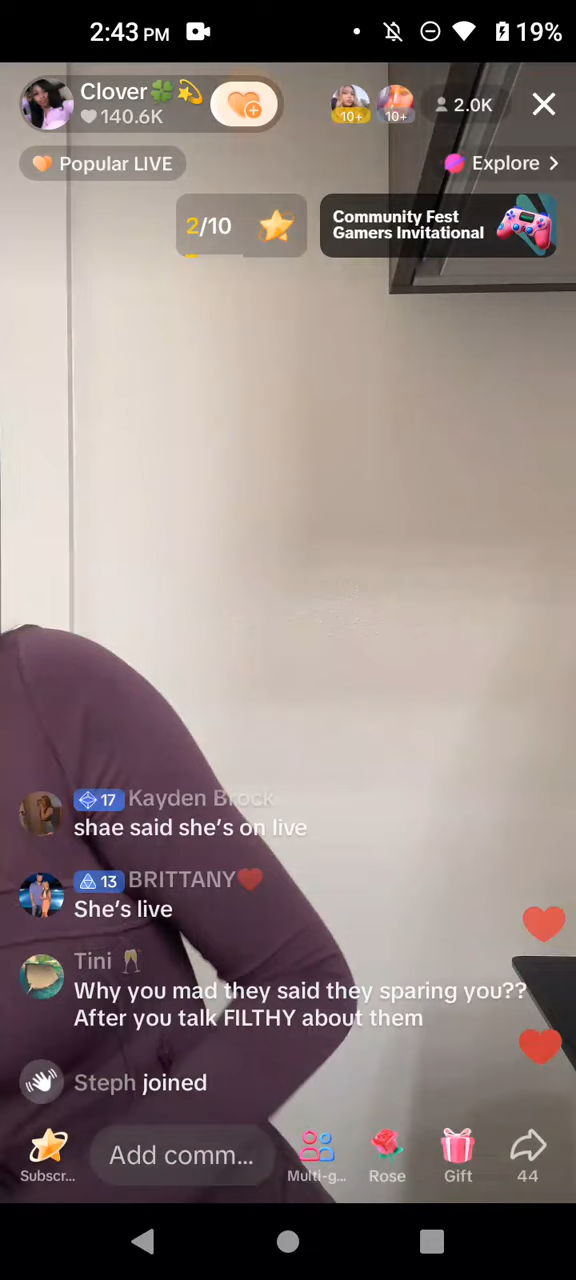 2:43 PM
19%
Clover🍀💫
140.6K
10+
10+
2.0K
Popular LIVE
Explore >
2/10
Community Fest
Gamers Invitational
17 Kayden Brock
shae said she's on live
13 BRITTANY❤️
She's live
Tini 🥂
Why you mad they said they sparing you??
After you talk FILTHY about them
Steph joined
Add comm...
Subscr...
Multi-g...
Rose
Gift
44